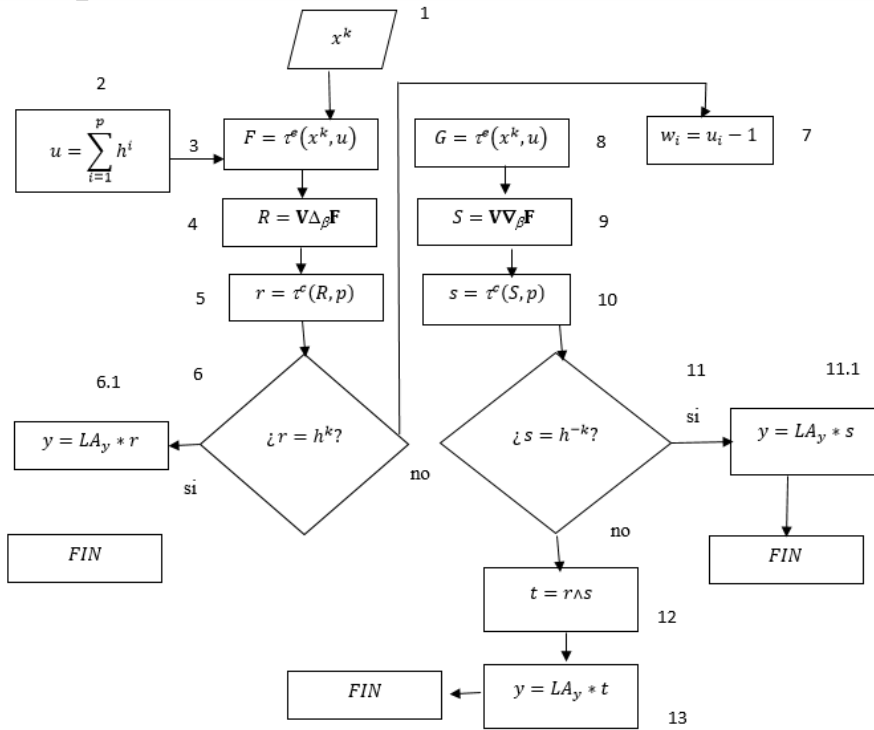 1
x^k
2
u = \sum_{i=1}^{p} h^i
3
F = τ^e(x^k, u)
G = τ^e(x^k, u)
8
w_i = u_i − 1
7
4
R = VΔ_βF
S = V∇_βF
9
5
r = τ^c(R, p)
s = τ^c(S, p)
10
6.1
6
11
11.1
y = LA_y * r
¿r = h^k?
¿s = h^{−k}?
si
y = LA_y * s
si
no
FIN
no
FIN
t = r∧s
12
FIN
y = LA_y * t
13